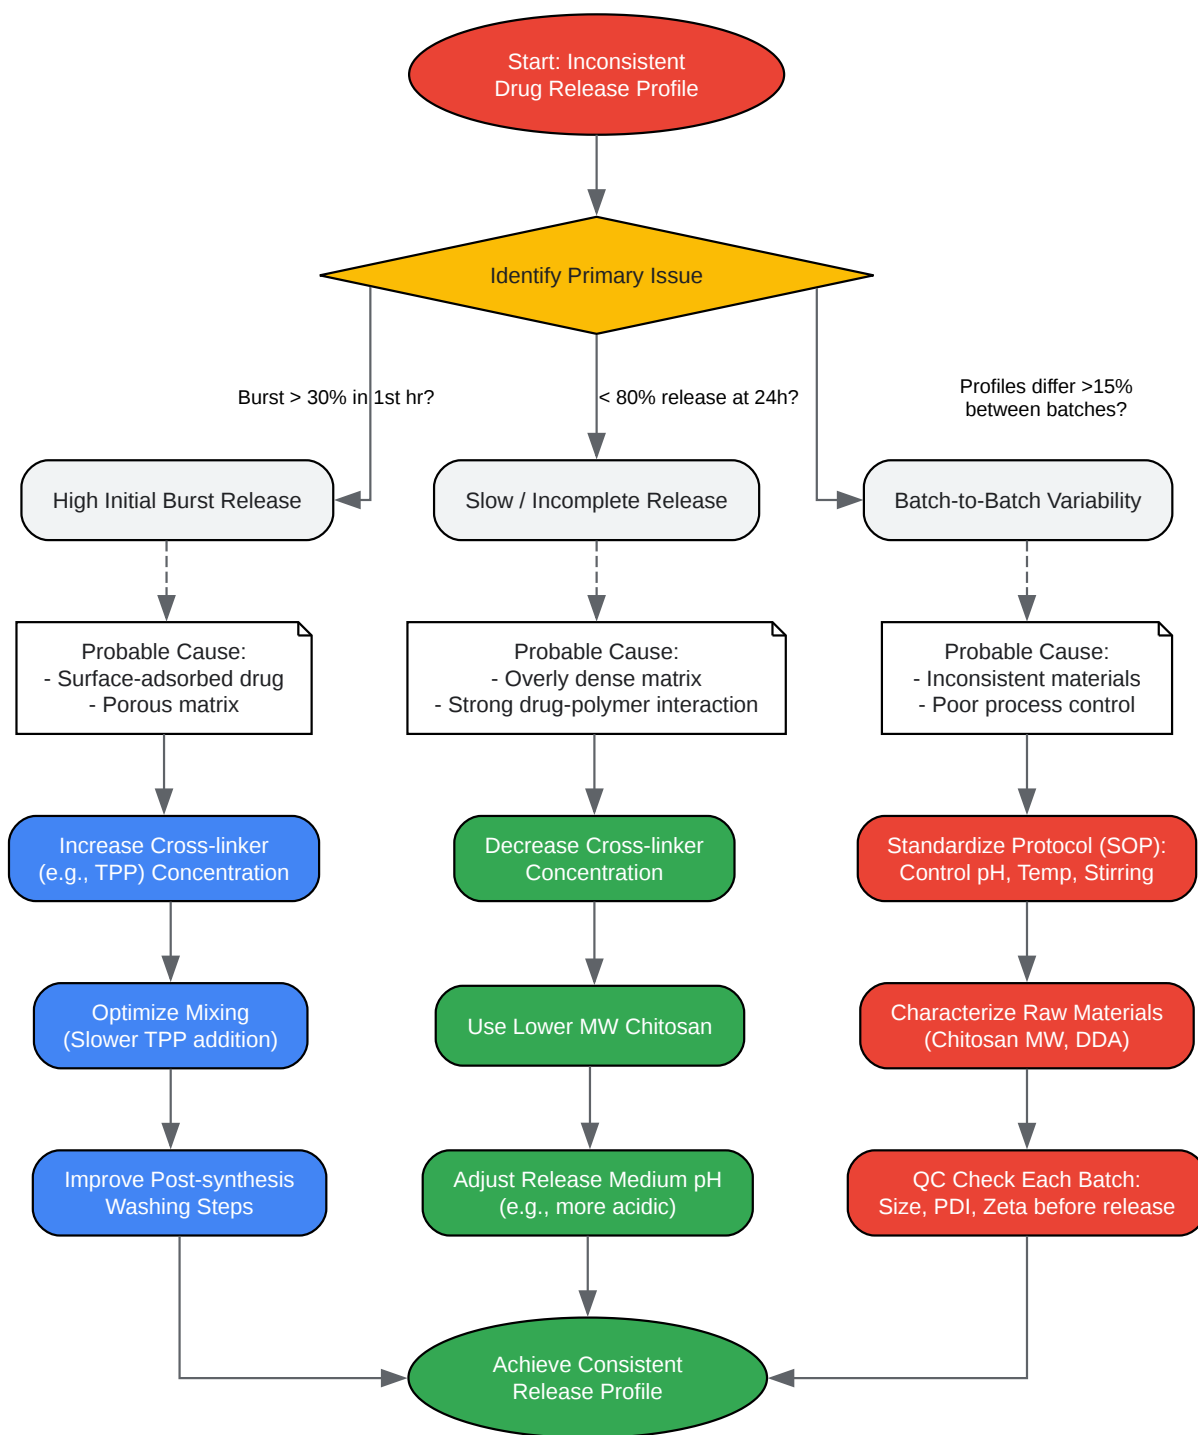 Start: Inconsistent
Drug Release Profile
Identify Primary Issue
Burst > 30% in 1st hr?
< 80% release at 24h?
Profiles differ >15%
between batches?
High Initial Burst Release
Slow / Incomplete Release
Batch-to-Batch Variability
Probable Cause:
- Surface-adsorbed drug
- Porous matrix
Probable Cause:
- Overly dense matrix
- Strong drug-polymer interaction
Probable Cause:
- Inconsistent materials
- Poor process control
Increase Cross-linker
(e.g., TPP) Concentration
Decrease Cross-linker
Concentration
Standardize Protocol (SOP):
Control pH, Temp, Stirring
Optimize Mixing
(Slower TPP addition)
Use Lower MW Chitosan
Characterize Raw Materials
(Chitosan MW, DDA)
Improve Post-synthesis
Washing Steps
Adjust Release Medium pH
(e.g., more acidic)
QC Check Each Batch:
Size, PDI, Zeta before release
Achieve Consistent
Release Profile